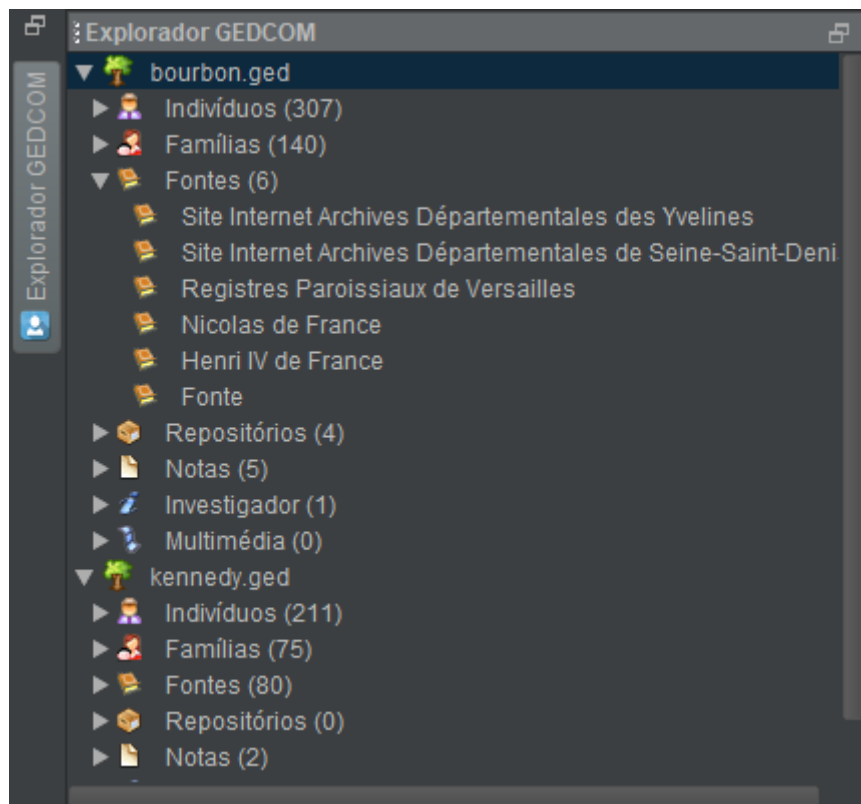 Explorador GEDCOM
Explorador GEDCOM
bourbon.ged
Indivíduos (307)
Famílias (140)
Fontes (6)
Site Internet Archives Départementales des Yvelines
Site Internet Archives Départementales de Seine-Saint-Deni
Registres Paroissiaux de Versailles
Nicolas de France
Henri IV de France
Fonte
Repositórios (4)
Notas (5)
Investigador (1)
Multimédia (0)
kennedy.ged
Indivíduos (211)
Famílias (75)
Fontes (80)
Repositórios (0)
Notas (2)